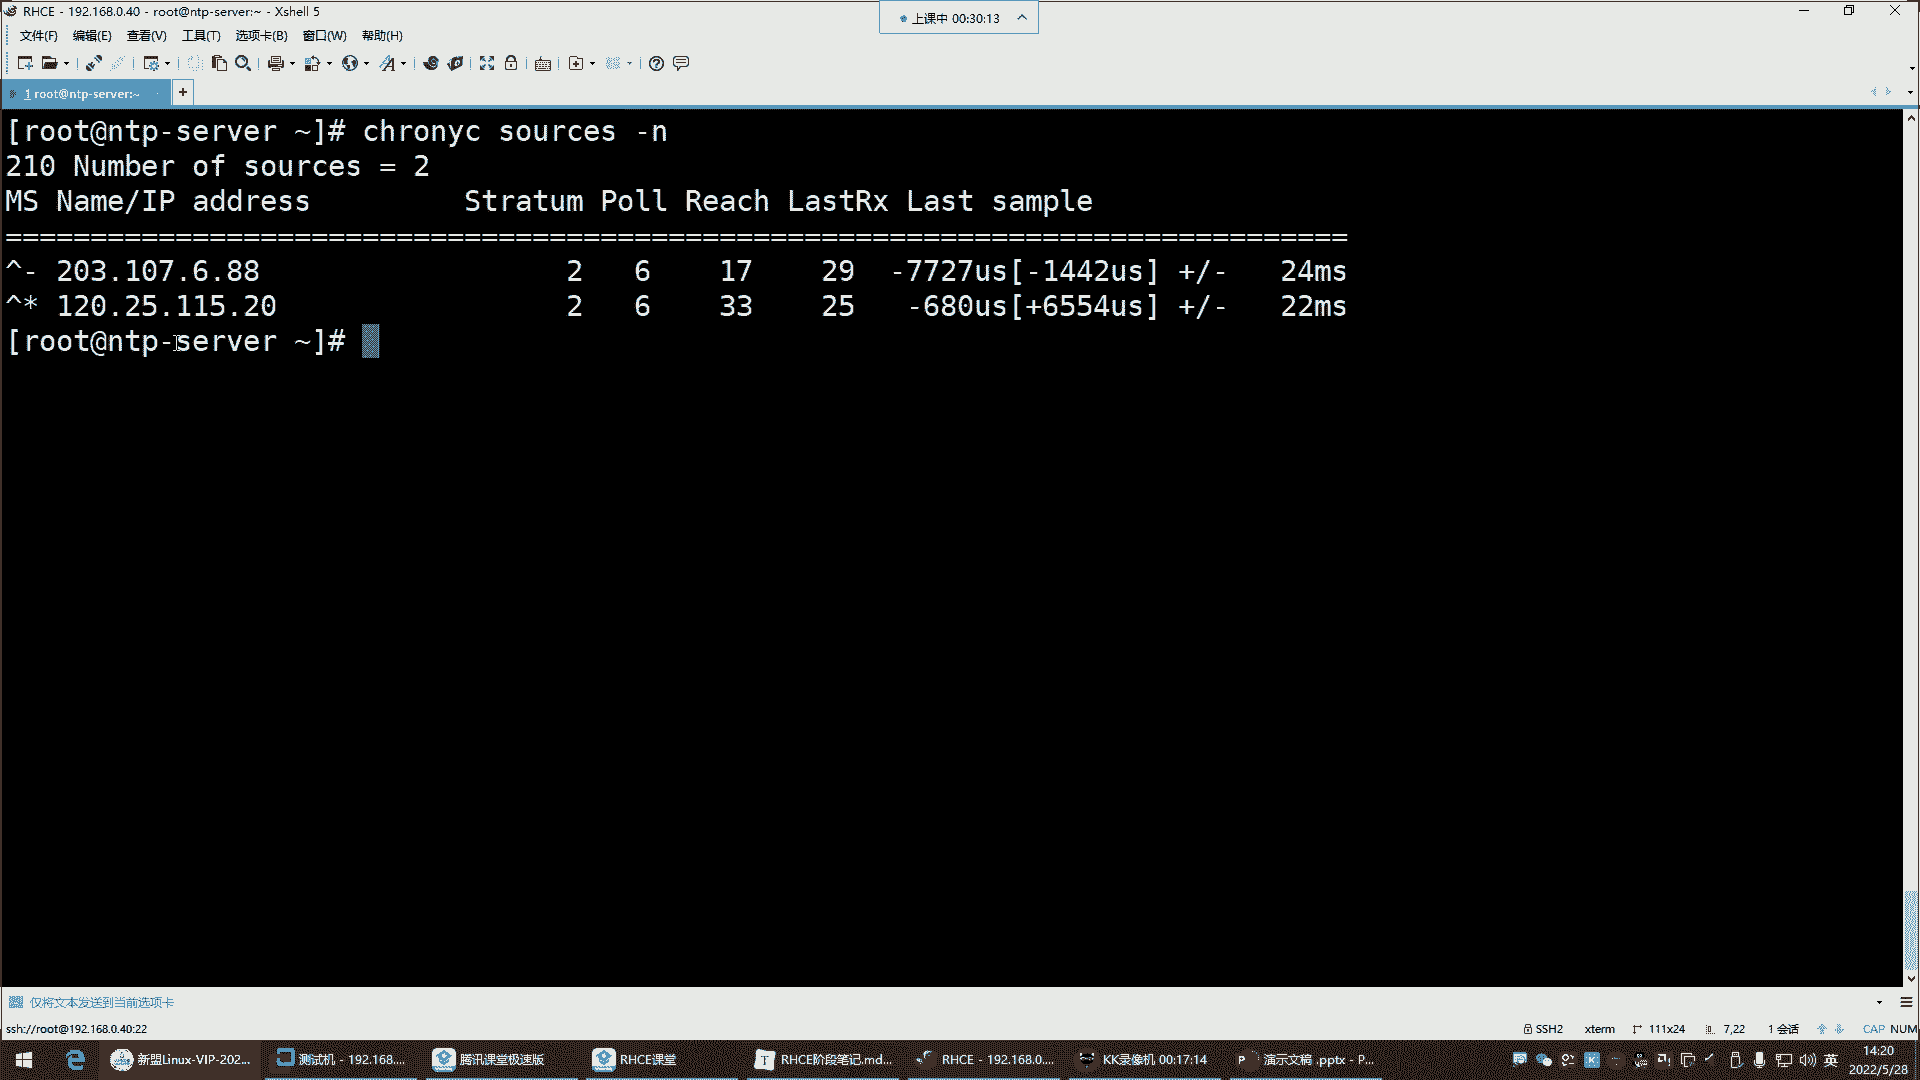 RHCE - 192.168.0.40 - root@ntp-server:~ - Xshell 5
上课中 00:30:13
文件(F) 编辑(E) 查看(V) 工具(T) 选项卡(B) 窗口(W) 帮助(H)
1 root@ntp-server:~
[root@ntp-server ~]# chronyc sources -n
210 Number of sources = 2
MS Name/IP address         Stratum Poll Reach LastRx Last sample
===============================================================================
^- 203.107.6.88                  2   6    17    29  -7727us[-1442us] +/-   24ms
^* 120.25.115.20                 2   6    33    25   -680us[+6554us] +/-   22ms
[root@ntp-server ~]#
仅将文本发送到当前选项卡
ssh://root@192.168.0.40:22 SSH2 xterm 111x24 7,22 1 会话 CAP NUM
新盟Linux-VIP-202... 测试机 - 192.168.... 腾讯课堂极速版 RHCE课堂 RHCE阶段笔记.md... RHCE - 192.168.0.... KK录像机 00:17:14 演示文稿 .pptx - P... 英 14:20
2022/5/28